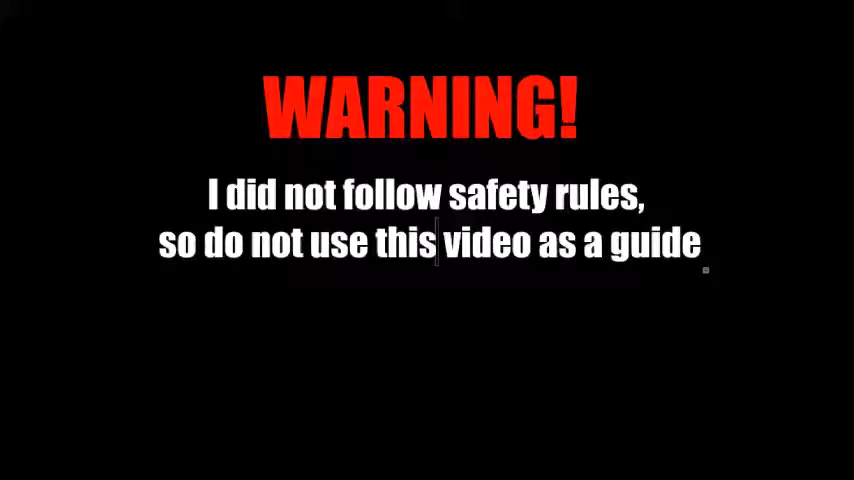 WARNING!
I did not follow safety rules,
so do not use this video as a guide